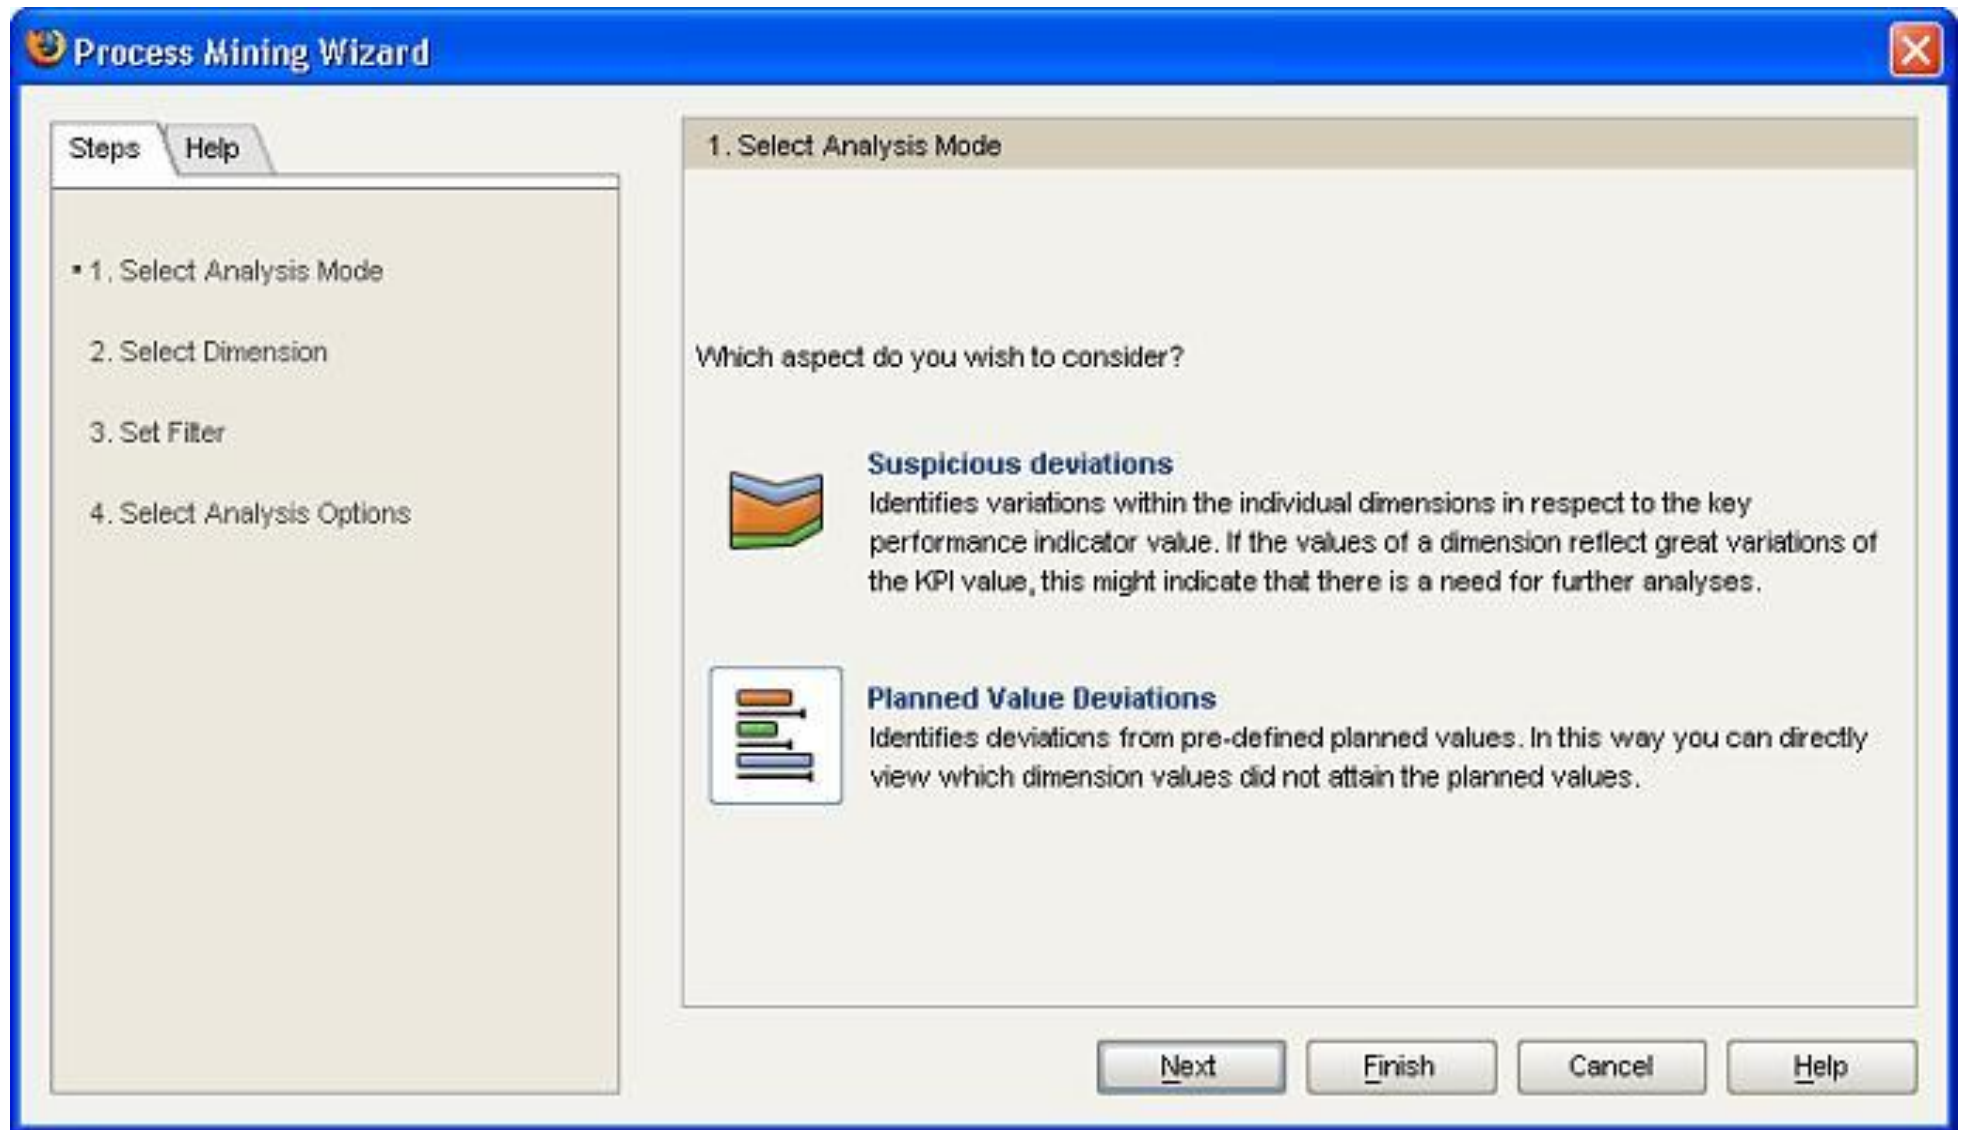 Process Mining Wizard
Steps
Help
1. Select Analysis Mode
2. Select Dimension
3. Set Filter
4. Select Analysis Options
1. Select Analysis Mode
Which aspect do you wish to consider?
Suspicious deviations
Identifies variations within the individual dimensions in respect to the key
performance indicator value. If the values of a dimension reflect great variations of
the KPI value, this might indicate that there is a need for further analyses.
Planned Value Deviations
Identifies deviations from pre-defined planned values. In this way you can directly
view which dimension values did not attain the planned values.
Next
Finish
Cancel
Help